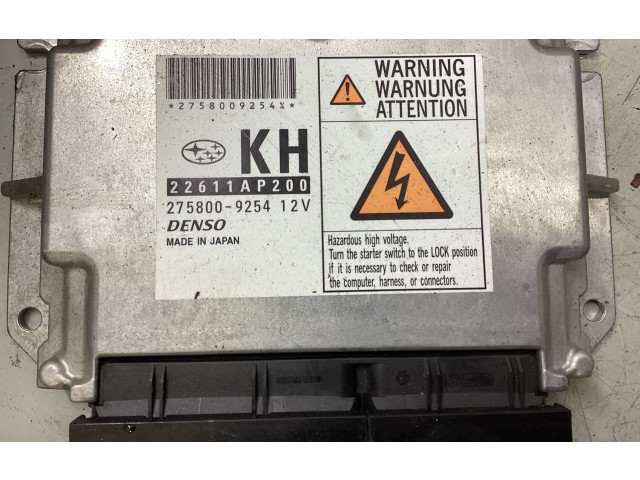 *2758009254%*
KH
22611AP200
275800-9254 12V
DENSO
MADE IN JAPAN
WARNING
WARNUNG
ATTENTION
Hazardous high voltage.
Turn the starter switch to the LOCK position
if it is necessary to check or repair
the computer, harness, or connectors.